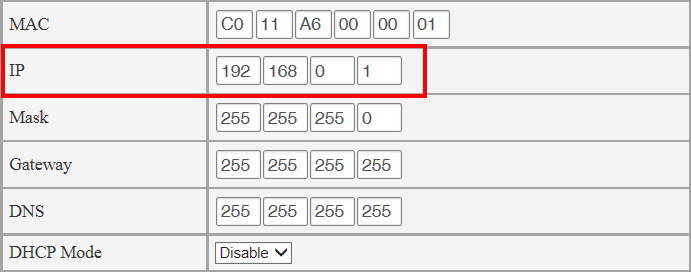 MAC C0 11 A6 00 00 01
IP 192 168 0 1
Mask 255 255 255 0
Gateway 255 255 255 255
DNS 255 255 255 255
DHCP Mode Disable